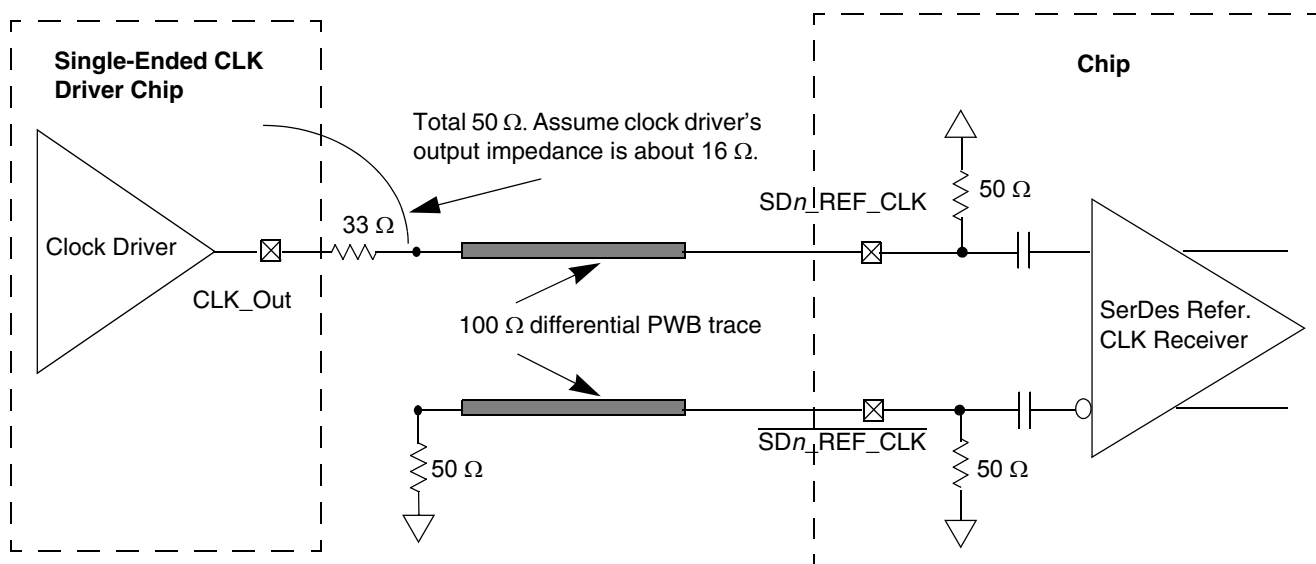 Single-Ended CLK
Driver Chip
Chip
Total 50 Ω. Assume clock driver's
output impedance is about 16 Ω.
50 Ω
SDn_REF_CLK
33 Ω
Clock Driver
CLK_Out
SerDes Refer.
CLK Receiver
100 Ω differential PWB trace
SDn_REF_CLK
50 Ω
50 Ω